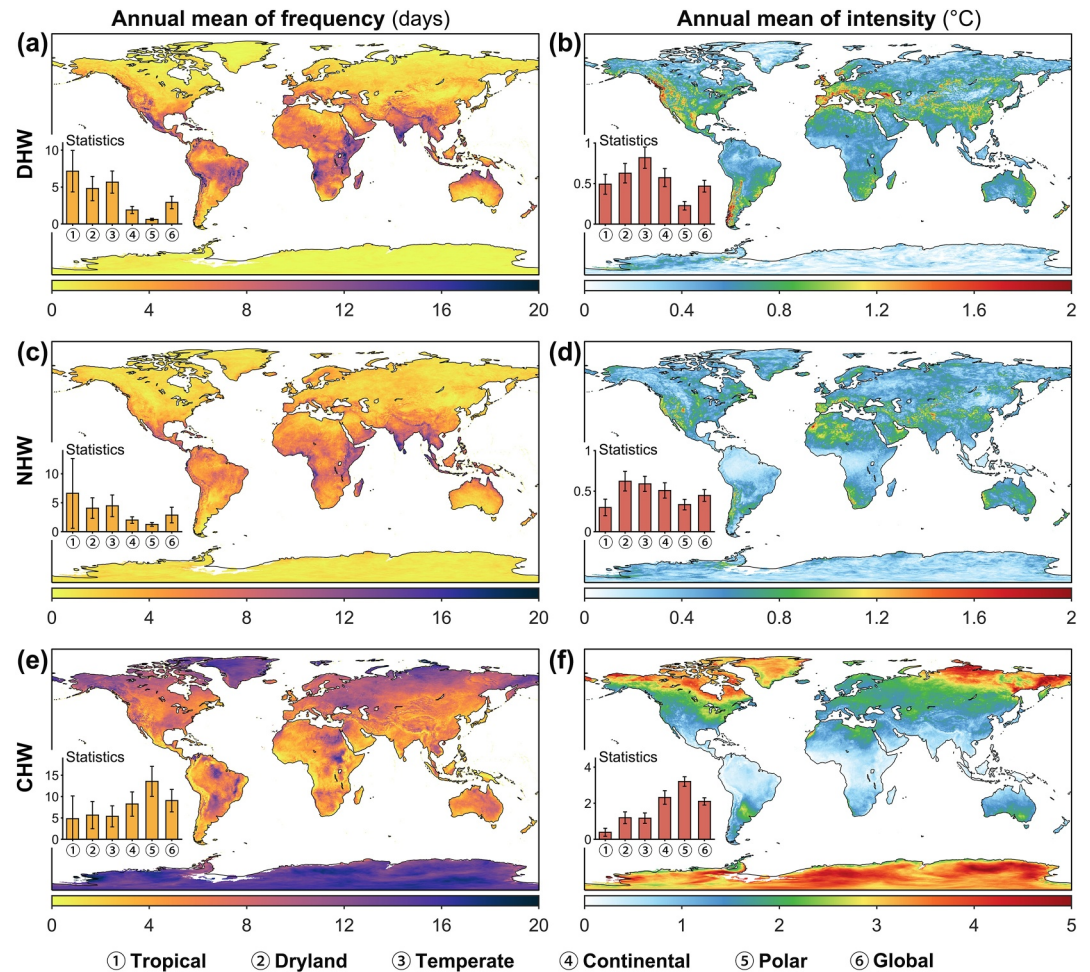 Annual mean of frequency (days)
Annual mean of intensity (°C)
(a)
DHW
Statistics
10
5
0
① ② ③ ④ ⑤ ⑥
0 4 8 12 16 20
(b)
Statistics
1
0.5
0
① ② ③ ④ ⑤ ⑥
0 0.4 0.8 1.2 1.6 2
(c)
NHW
Statistics
10
5
0
① ② ③ ④ ⑤ ⑥
0 4 8 12 16 20
(d)
Statistics
1
0.5
0
① ② ③ ④ ⑤ ⑥
0 0.4 0.8 1.2 1.6 2
(e)
CHW
Statistics
15
10
5
0
① ② ③ ④ ⑤ ⑥
0 4 8 12 16 20
(f)
Statistics
4
2
0
① ② ③ ④ ⑤ ⑥
0 1 2 3 4 5
① Tropical ② Dryland ③ Temperate ④ Continental ⑤ Polar ⑥ Global